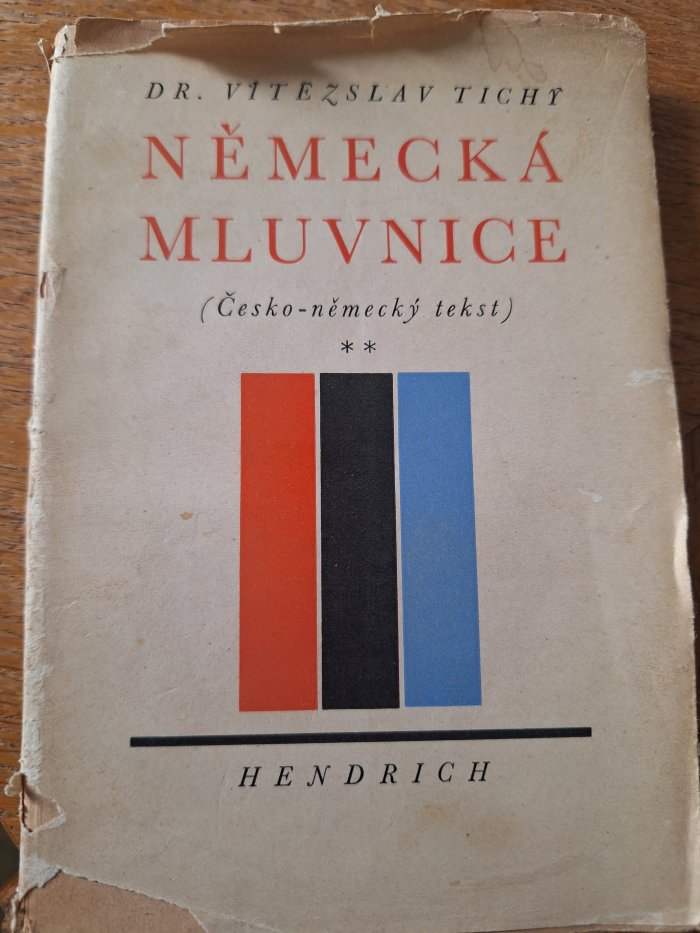 DR. VÍTĚZSLAV TICHÝ
NĚMECKÁ
MLUVNICE
(Česko-německý tekst)
**
HENDRICH